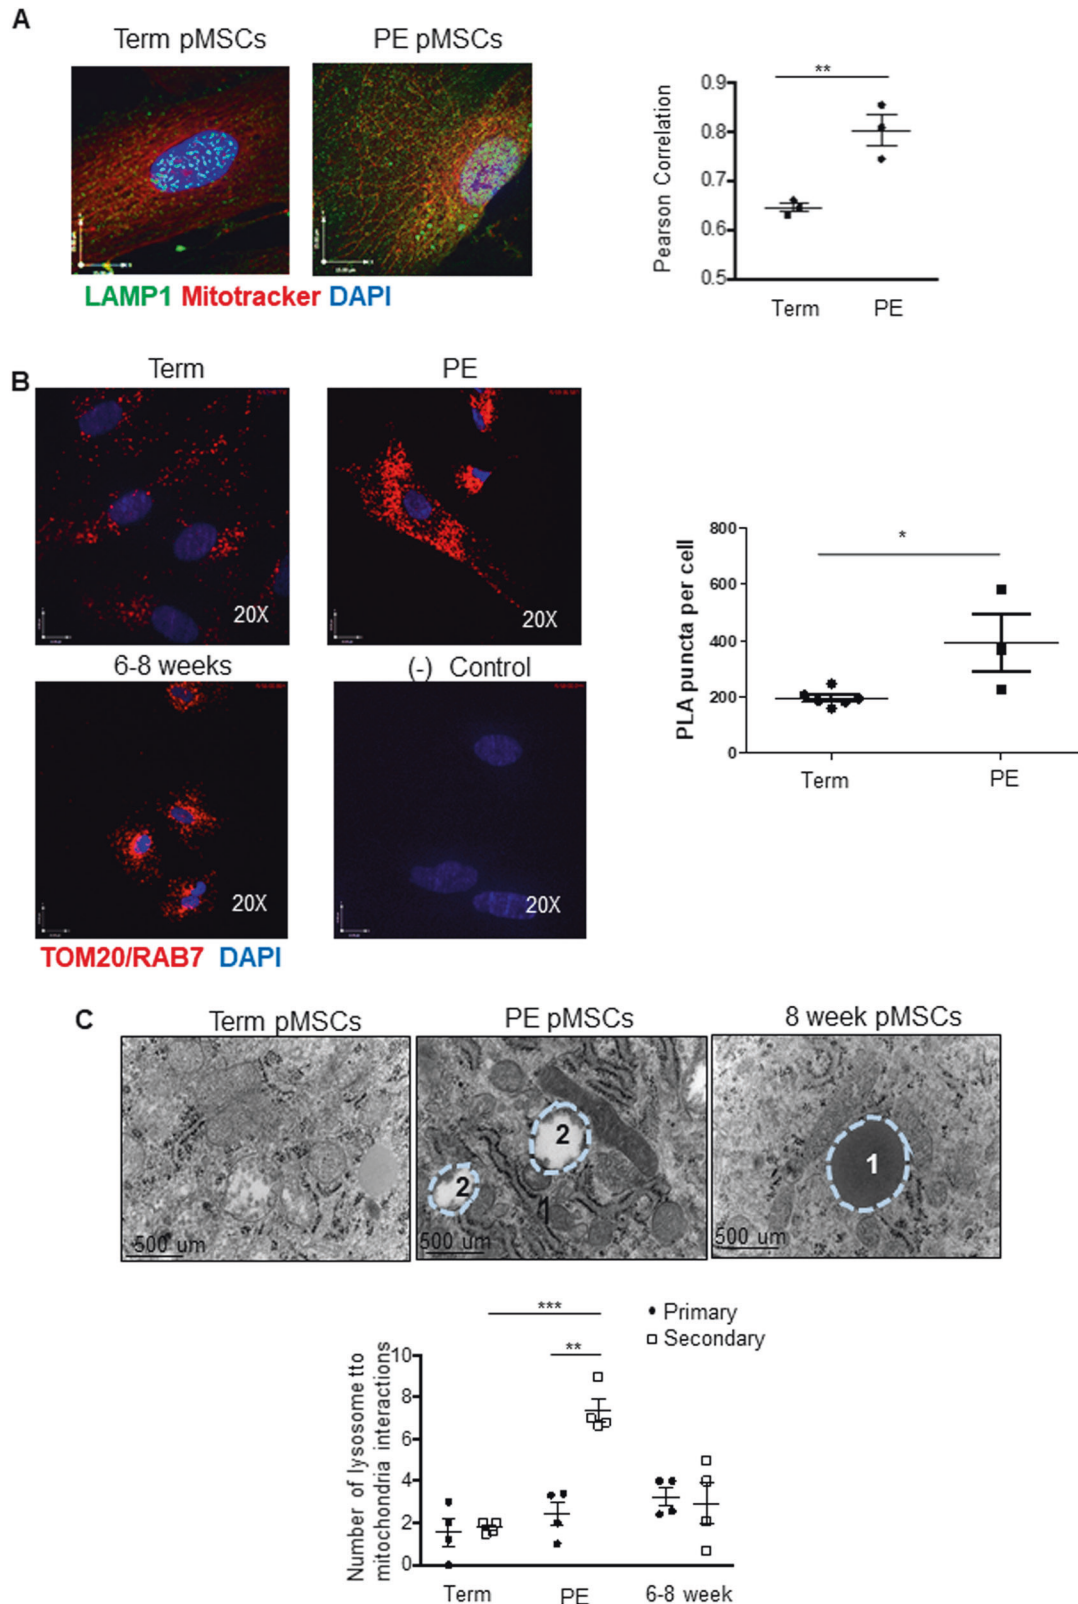 A
Term pMSCs
PE pMSCs
LAMP1 Mitotracker DAPI
**
0.9
0.8
0.7
0.6
0.5
Pearson Correlation
Term
PE
B
Term
PE
20X
20X
6-8 weeks
(-) Control
20X
20X
TOM20/RAB7 DAPI
*
800
600
400
200
0
PLA puncta per cell
Term
PE
C
Term pMSCs
PE pMSCs
8 week pMSCs
2
2
1
1
500 um
500 um
500 um
***
**
Primary
Secondary
10
8
6
4
2
0
Number of lysosome tto
mitochondria interactions
Term
PE
6-8 week